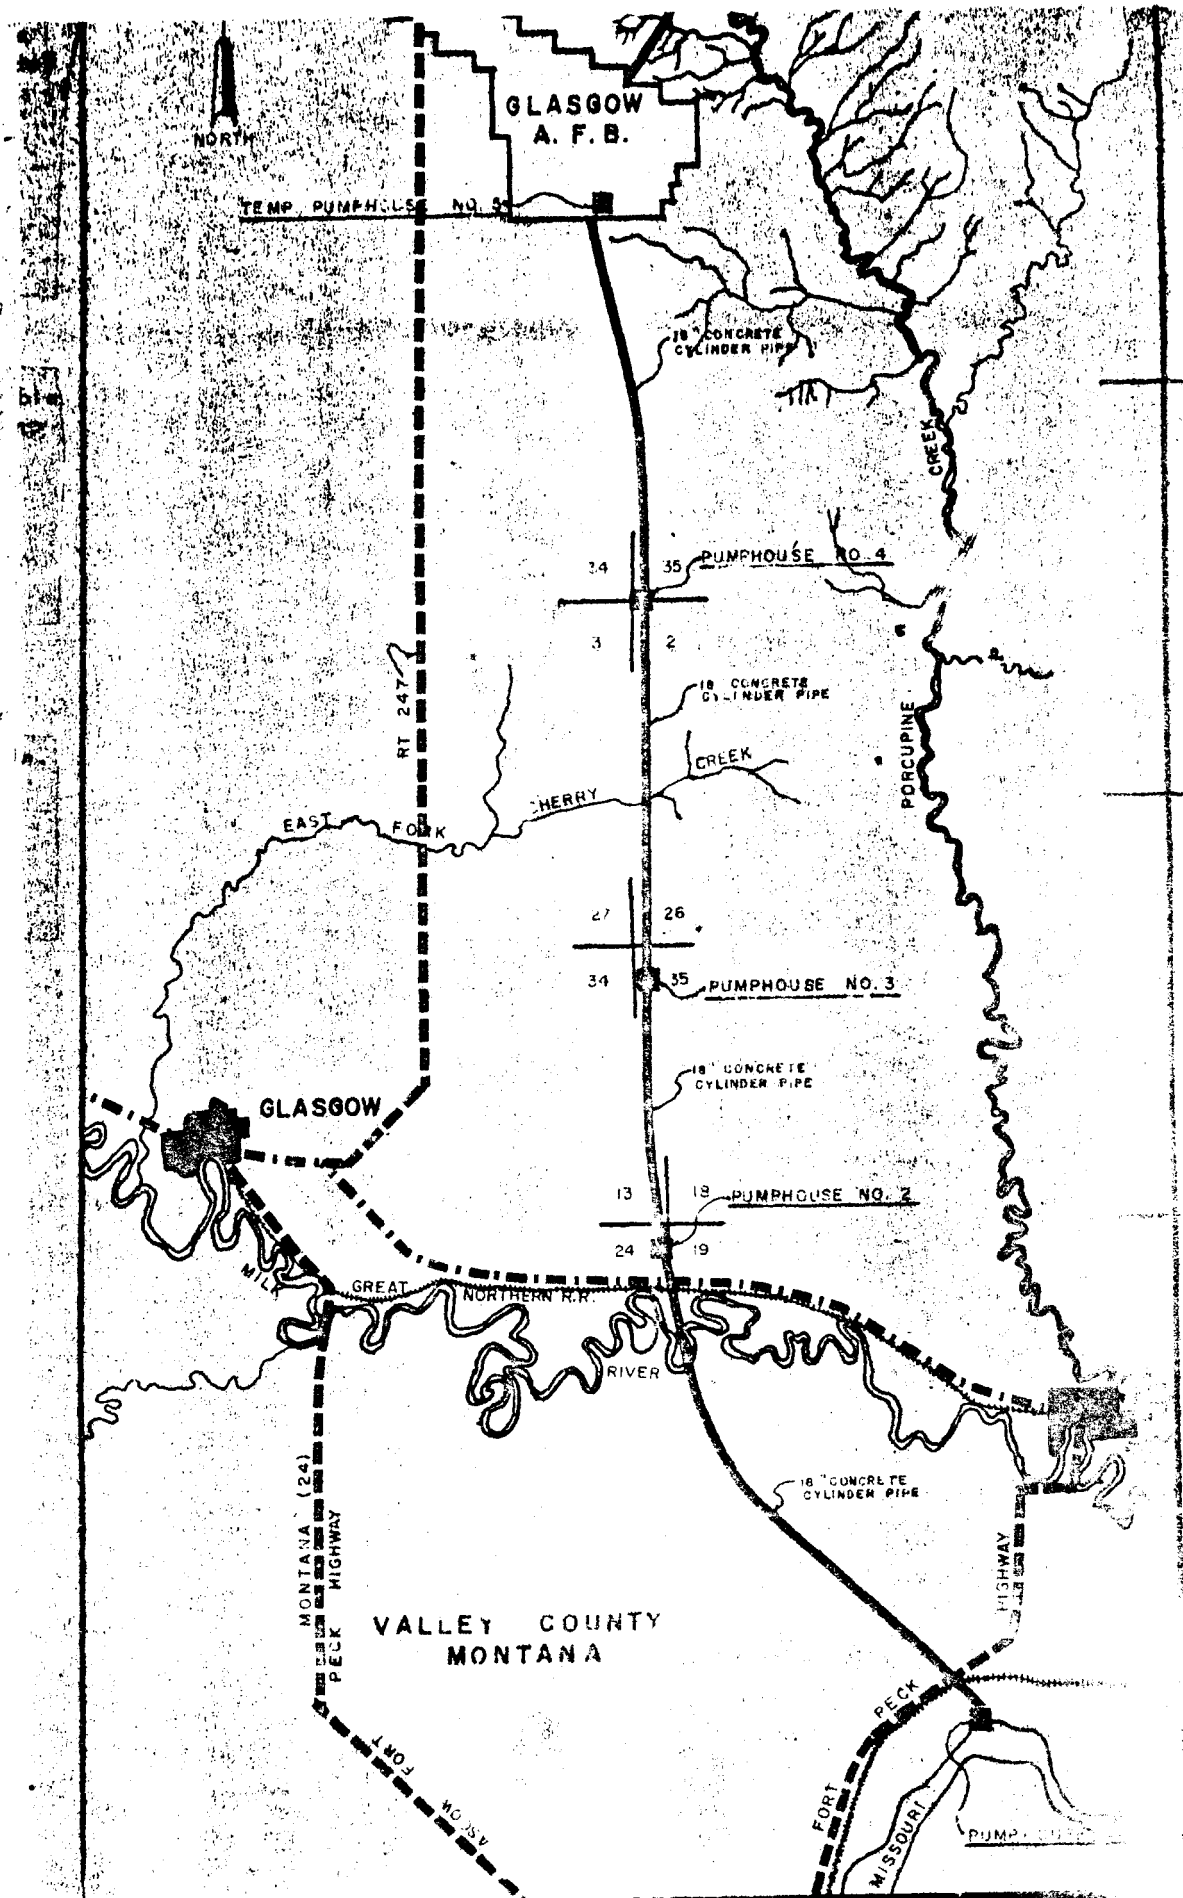 NORTH
GLASGOW
A. F. B.
TEMP. PUMPHOUSE NO. 5
18" CONCRETE
CYLINDER PIPE
CREEK
34 35
PUMPHOUSE NO. 4
3 2
RT 247
18" CONCRETE
CYLINDER PIPE
PORCUPINE
CREEK
HERRY
EAST FORK
27 26
34 35
PUMPHOUSE NO. 3
18" CONCRETE
CYLINDER PIPE
GLASGOW
13 18
PUMPHOUSE NO. 2
24 19
MILK
GREAT NORTHERN R.R.
RIVER
18" CONCRETE
CYLINDER PIPE
MONTANA (24)
PECK HIGHWAY
HIGHWAY
VALLEY COUNTY
MONTANA
PECK
FORT
FORT
ASGOW
MISSOURI
PUMP